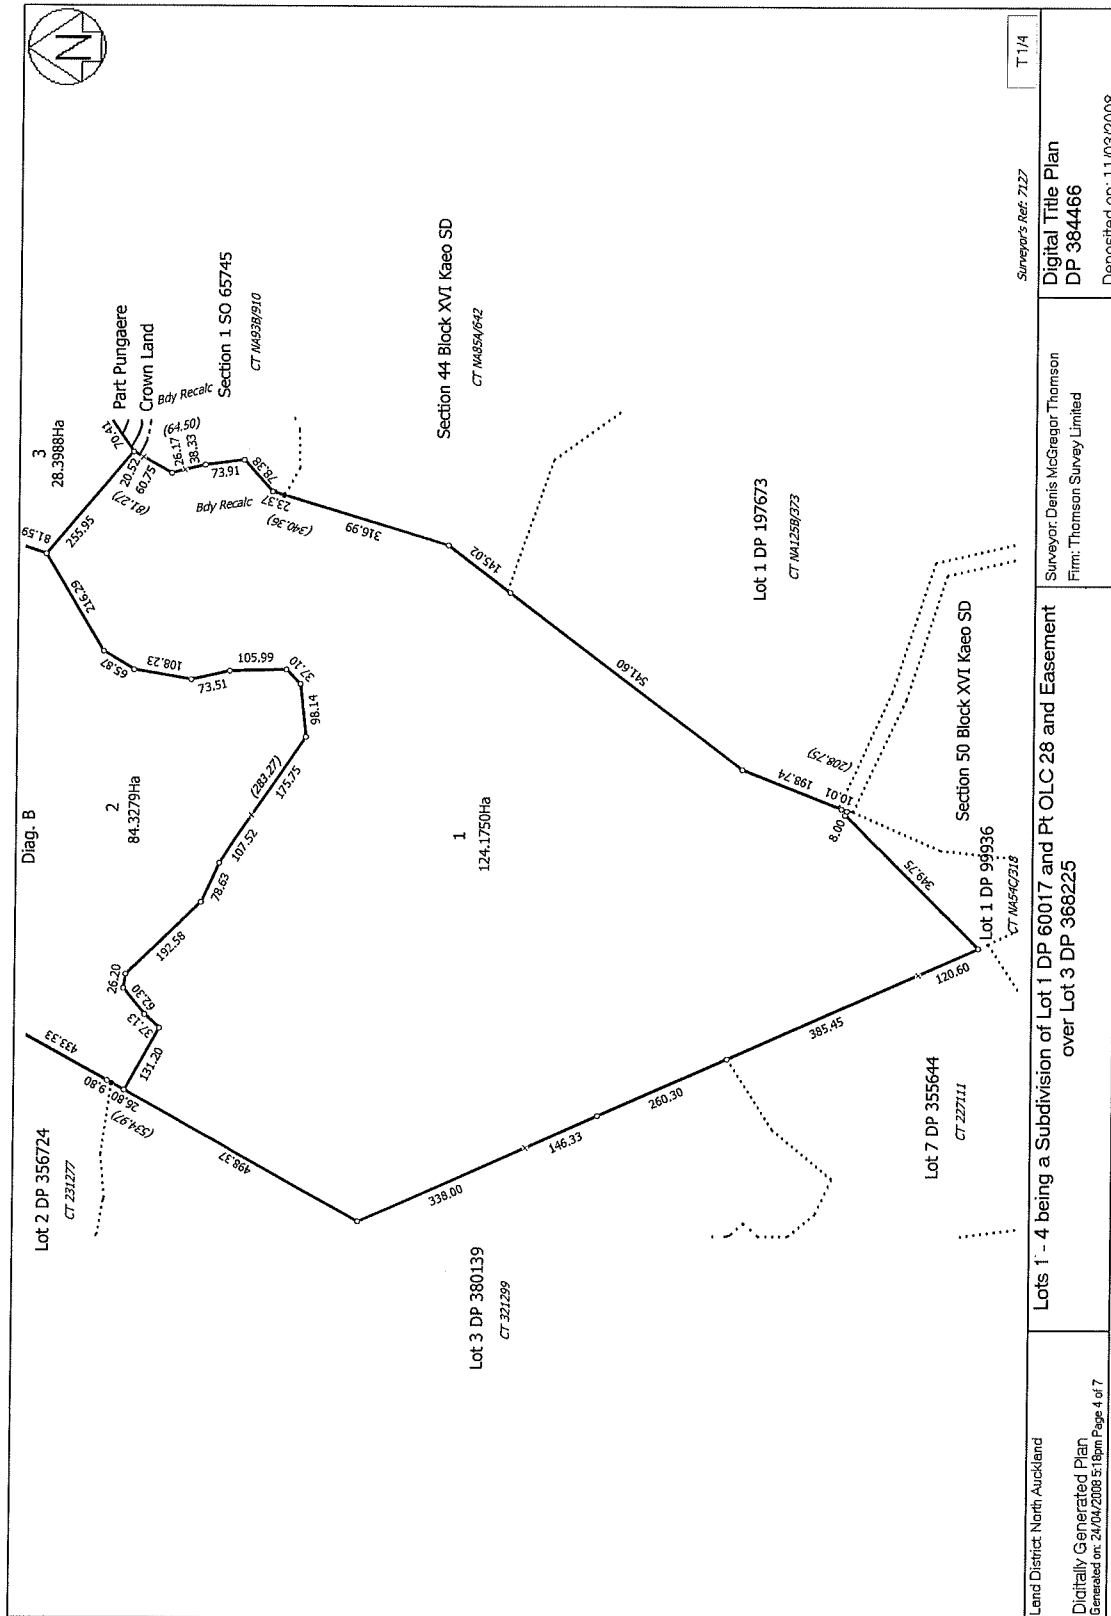 Diag. B
N
3
28.3988Ha
2
84.3279Ha
1
124.1750Ha
Part Pungaere
Crown Land
Bdy Recalc
Section 1 SO 65745
CT NA93B/910
Section 44 Block XVI Kaeo SD
CT NA85A/642
Lot 1 DP 197673
CT NA125B/373
Section 50 Block XVI Kaeo SD
Lot 1 DP 99936
CT NA54C/318
Lot 7 DP 355644
CT 227111
Lot 3 DP 380139
CT 321299
Lot 2 DP 356724
CT 231277
Bdy Recalc
81.59
255.95
70.41
20.52
60.75
(81.27)
(64.50)
26.17
38.33
73.91
78.38
23.37
(340.36)
316.99
145.02
541.60
198.74
(208.75)
10.01
8.00
349.75
120.60
385.45
260.30
146.33
338.00
498.37
(534.97)
26.80
9.80
433.33
131.20
37.13
62.30
26.20
192.58
78.63
107.52
(283.27)
175.75
98.14
37.10
105.99
73.51
108.23
65.87
216.29
T 1/4
Surveyor's Ref: 7127
Land District: North Auckland
Digitally Generated Plan
Generated on: 24/04/2008 5:18pm Page 4 of 7
Lots 1 - 4 being a Subdivision of Lot 1 DP 60017 and Pt OLC 28 and Easement
over Lot 3 DP 368225
Surveyor: Denis McGregor Thomson
Firm: Thomson Survey Limited
Digital Title Plan
DP 384466
Deposited on: 11/03/2008